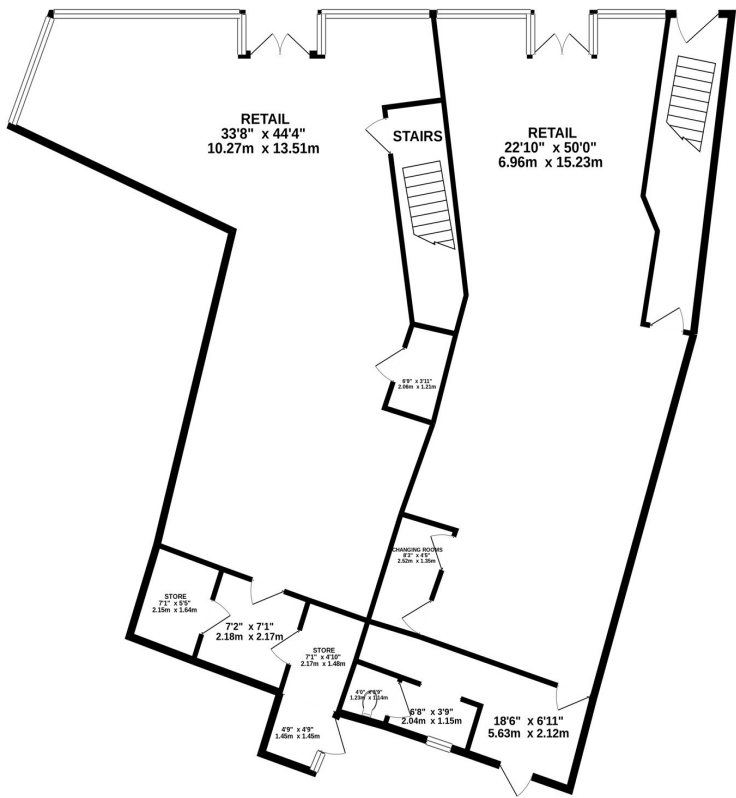 RETAIL
33'8" x 44'4"
10.27m x 13.51m
STAIRS
RETAIL
22'10" x 50'0"
6.96m x 15.23m
6'9" x 3'11"
2.06m x 1.21m
CHANGING ROOMS
8'3" x 4'5"
2.52m x 1.35m
STORE
7'1" x 5'5"
2.15m x 1.64m
7'2" x 7'1"
2.18m x 2.17m
STORE
7'1" x 4'10"
2.17m x 1.48m
4'0" x
1.23m x 1.14m
6'8" x 3'9"
2.04m x 1.15m
18'6" x 6'11"
5.63m x 2.12m
4'9" x 4'9"
1.45m x 1.45m